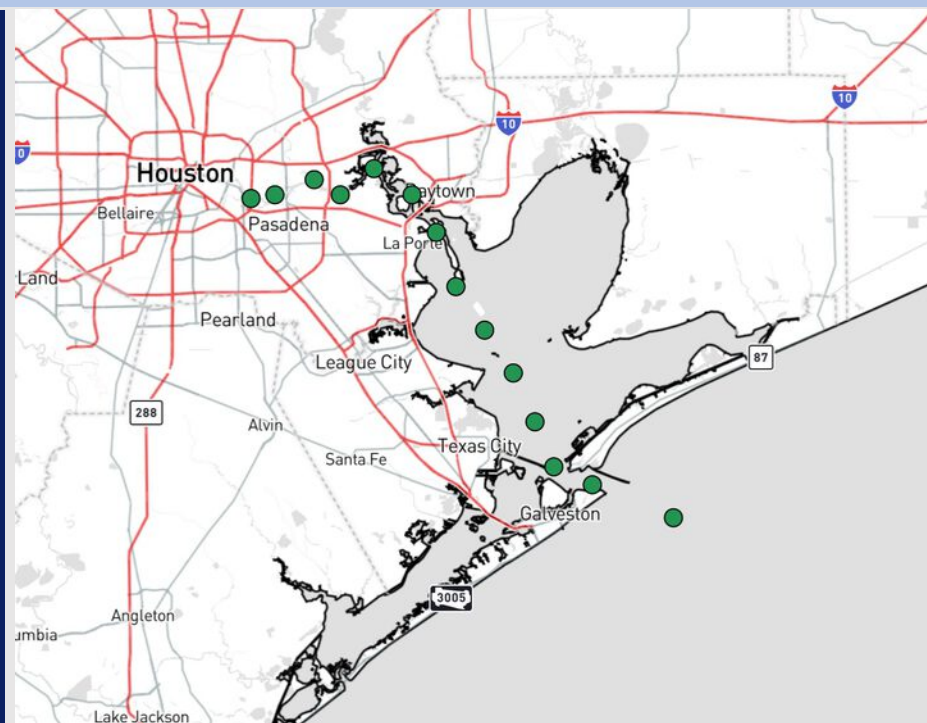 10
10
0
Houston
Baytown
Bellaire
Pasadena
La Porte
Land
Pearland
League City
87
288
Alvin
Texas City
Santa Fe
Galveston
3005
Angleton
umbia
Lake Jackson